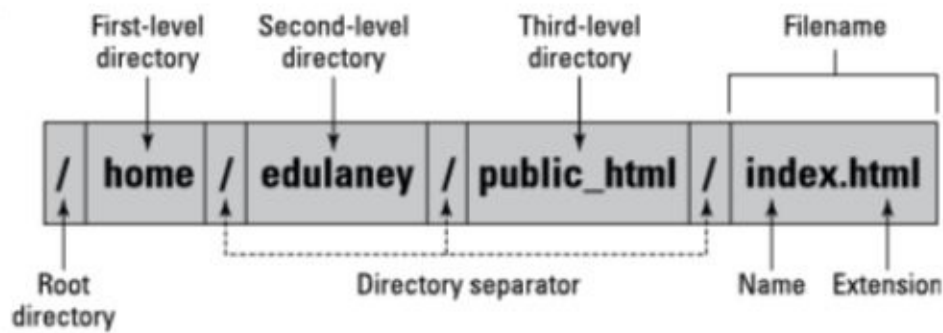 First-level directory
Second-level directory
Third-level directory
Filename
/ home / edulaney / public_html / index.html
Root directory
Directory separator
Name
Extension